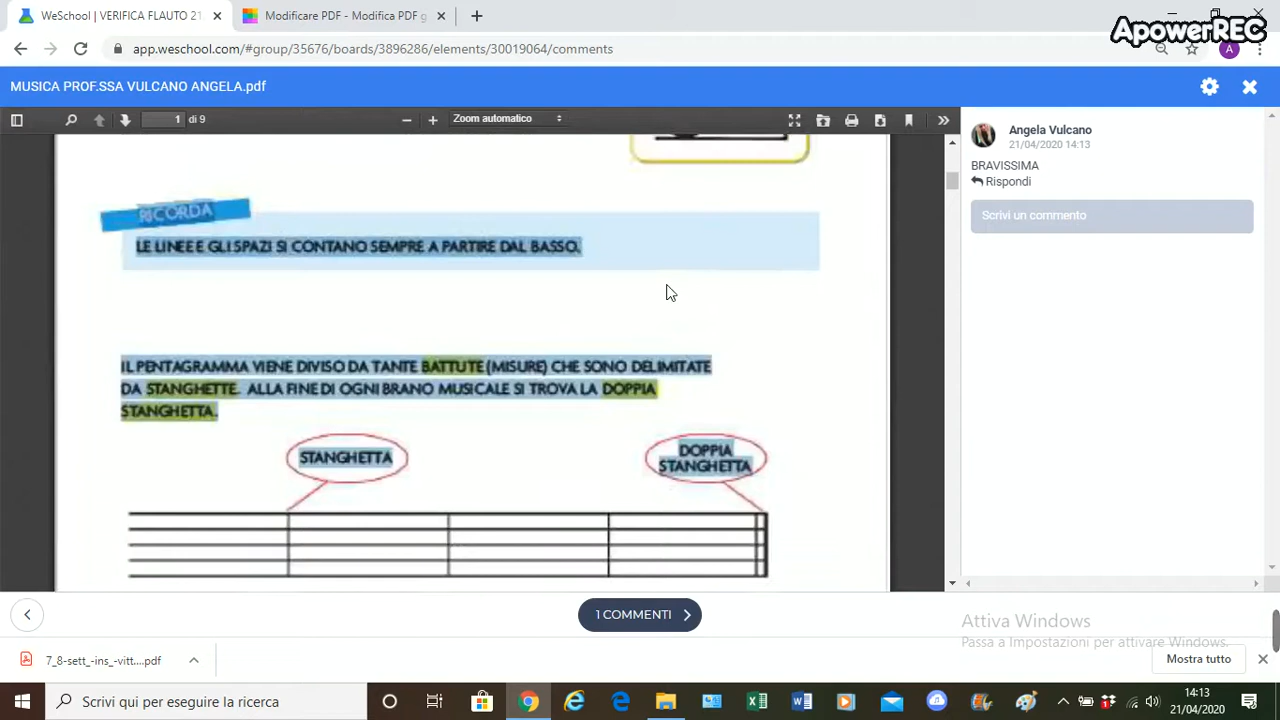 WeSchool | VERIFICA FLAUTO 21
Modificare PDF - Modifica PDF g
ApowerREC
app.weschool.com/#group/35676/boards/3896286/elements/30019064/comments
A
MUSICA PROF.SSA VULCANO ANGELA.pdf
1 di 9
Zoom automatico
Angela Vulcano
21/04/2020 14:13
BRAVISSIMA
Rispondi
Scrivi un commento
RICORDA
LE LINEE E GLI SPAZI SI CONTANO SEMPRE A PARTIRE DAL BASSO.
IL PENTAGRAMMA VIENE DIVISO DA TANTE BATTUTE (MISURE) CHE SONO DELIMITATE
DA STANGHETTE. ALLA FINE DI OGNI BRANO MUSICALE SI TROVA LA DOPPIA
STANGHETTA.
STANGHETTA
DOPPIA
STANGHETTA
1 COMMENTI
Attiva Windows
Passa a Impostazioni per attivare Windows.
7_8-sett_-ins_-vitt....pdf
Mostra tutto
Scrivi qui per eseguire la ricerca
14:13
21/04/2020